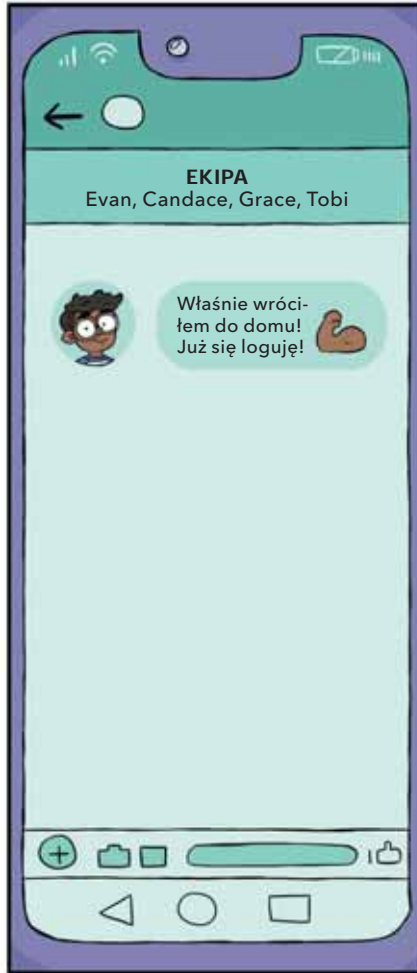 EKIPA
Evan, Candace, Grace, Tobi
Właśnie wróci-
łem do domu!
Już się loguję!